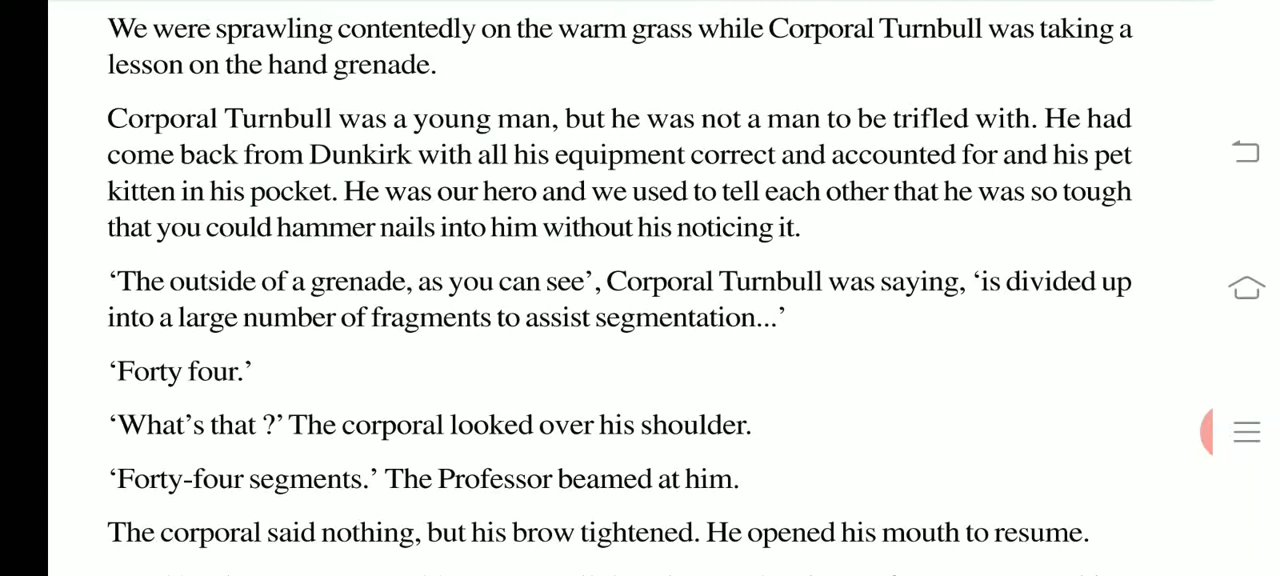 We were sprawling contentedly on the warm grass while Corporal Turnbull was taking a
lesson on the hand grenade.
Corporal Turnbull was a young man, but he was not a man to be trifled with. He had
come back from Dunkirk with all his equipment correct and accounted for and his pet
kitten in his pocket. He was our hero and we used to tell each other that he was so tough
that you could hammer nails into him without his noticing it.
‘The outside of a grenade, as you can see’, Corporal Turnbull was saying, ‘is divided up
into a large number of fragments to assist segmentation...’
‘Forty four.’
‘What’s that ?’ The corporal looked over his shoulder.
‘Forty-four segments.’ The Professor beamed at him.
The corporal said nothing, but his brow tightened. He opened his mouth to resume.